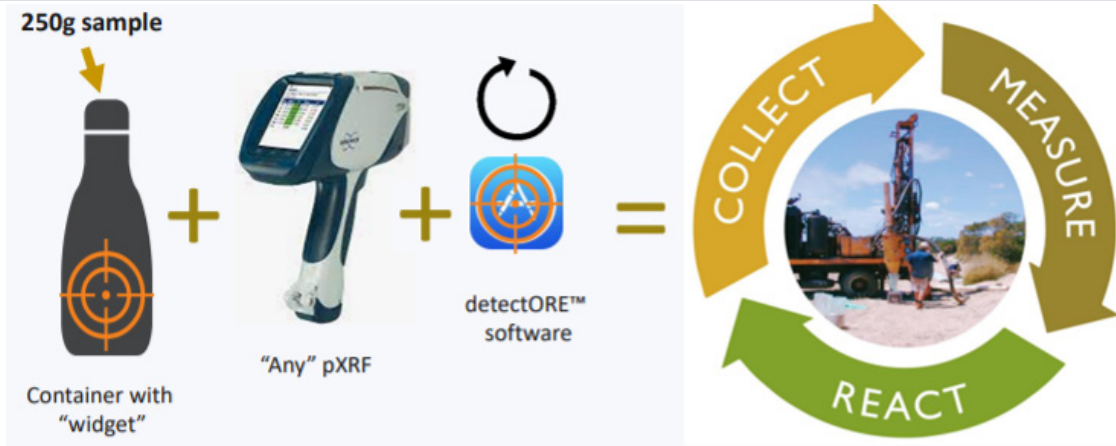 250g sample
Container with
“widget”
“Any” pXRF
detectORE™
software
COLLECT
MEASURE
REACT